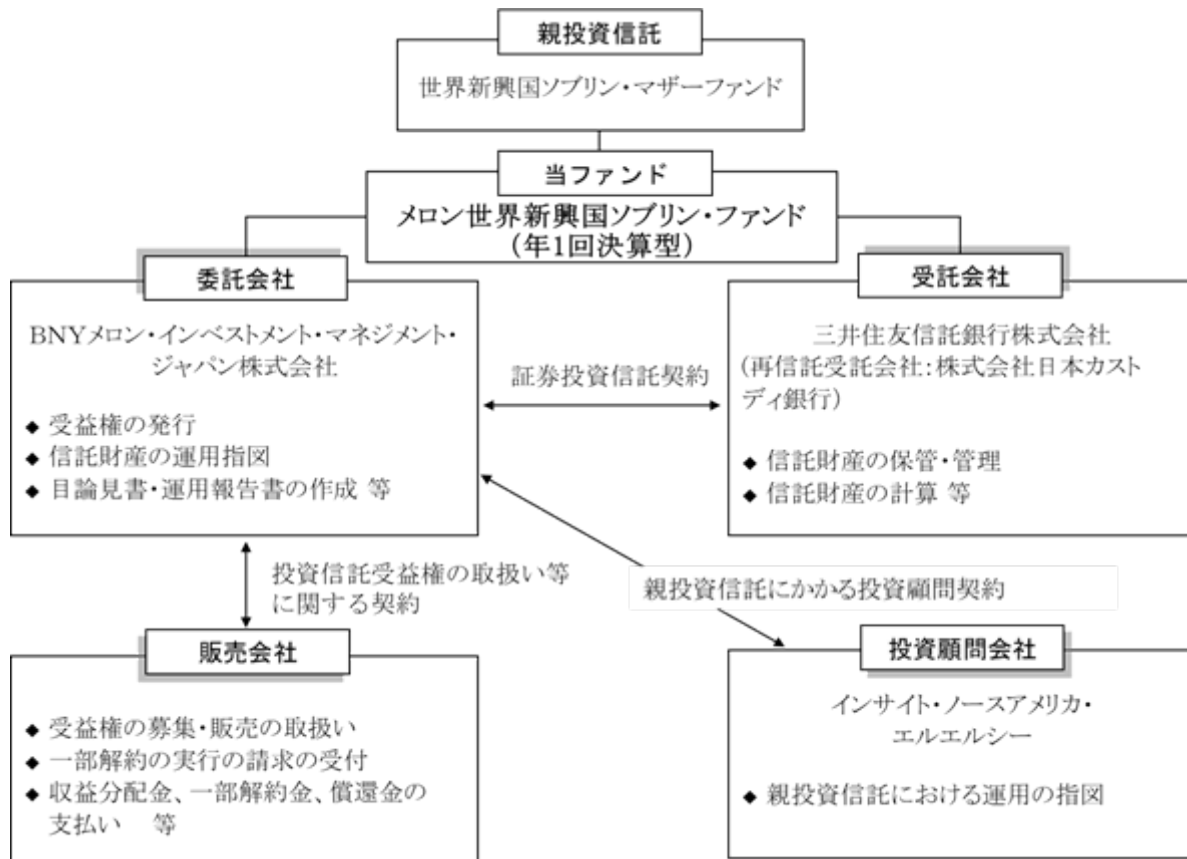 親投資信託
世界新興国ソブリン・マザーファンド
当ファンド
メロン世界新興国ソブリン・ファンド
(年1回決算型)
委託会社
BNYメロン・インベストメント・マネジメント・
ジャパン株式会社
◆ 受益権の発行
◆ 信託財産の運用指図
◆ 目論見書・運用報告書の作成 等
証券投資信託契約
受託会社
三井住友信託銀行株式会社
(再信託受託会社:株式会社日本カスト
ディ銀行)
◆ 信託財産の保管・管理
◆ 信託財産の計算 等
投資信託受益権の取扱い等
に関する契約
親投資信託にかかる投資顧問契約
販売会社
◆ 受益権の募集・販売の取扱い
◆ 一部解約の実行の請求の受付
◆ 収益分配金、一部解約金、償還金の
支払い 等
投資顧問会社
インサイト・ノースアメリカ・
エルエルシー
◆ 親投資信託における運用の指図